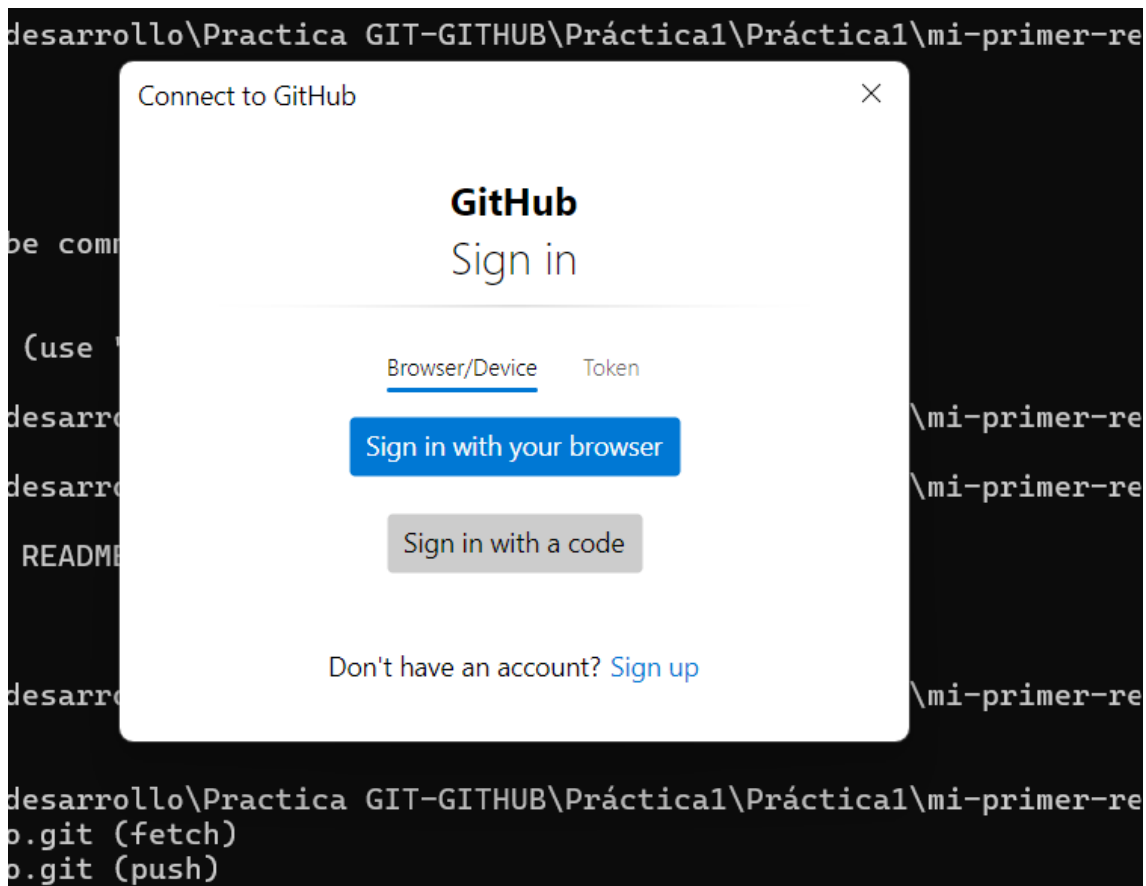 desarrollo\Practica GIT-GITHUB\Práctica1\Práctica1\mi-primer-re
Connect to GitHub
GitHub
Sign in
be com
(use '
Browser/Device Token
desarro \mi-primer-re
Sign in with your browser
desarro \mi-primer-re
Sign in with a code
README
Don't have an account? Sign up
desarro \mi-primer-re
desarrollo\Practica GIT-GITHUB\Práctica1\Práctica1\mi-primer-re
o.git (fetch)
o.git (push)